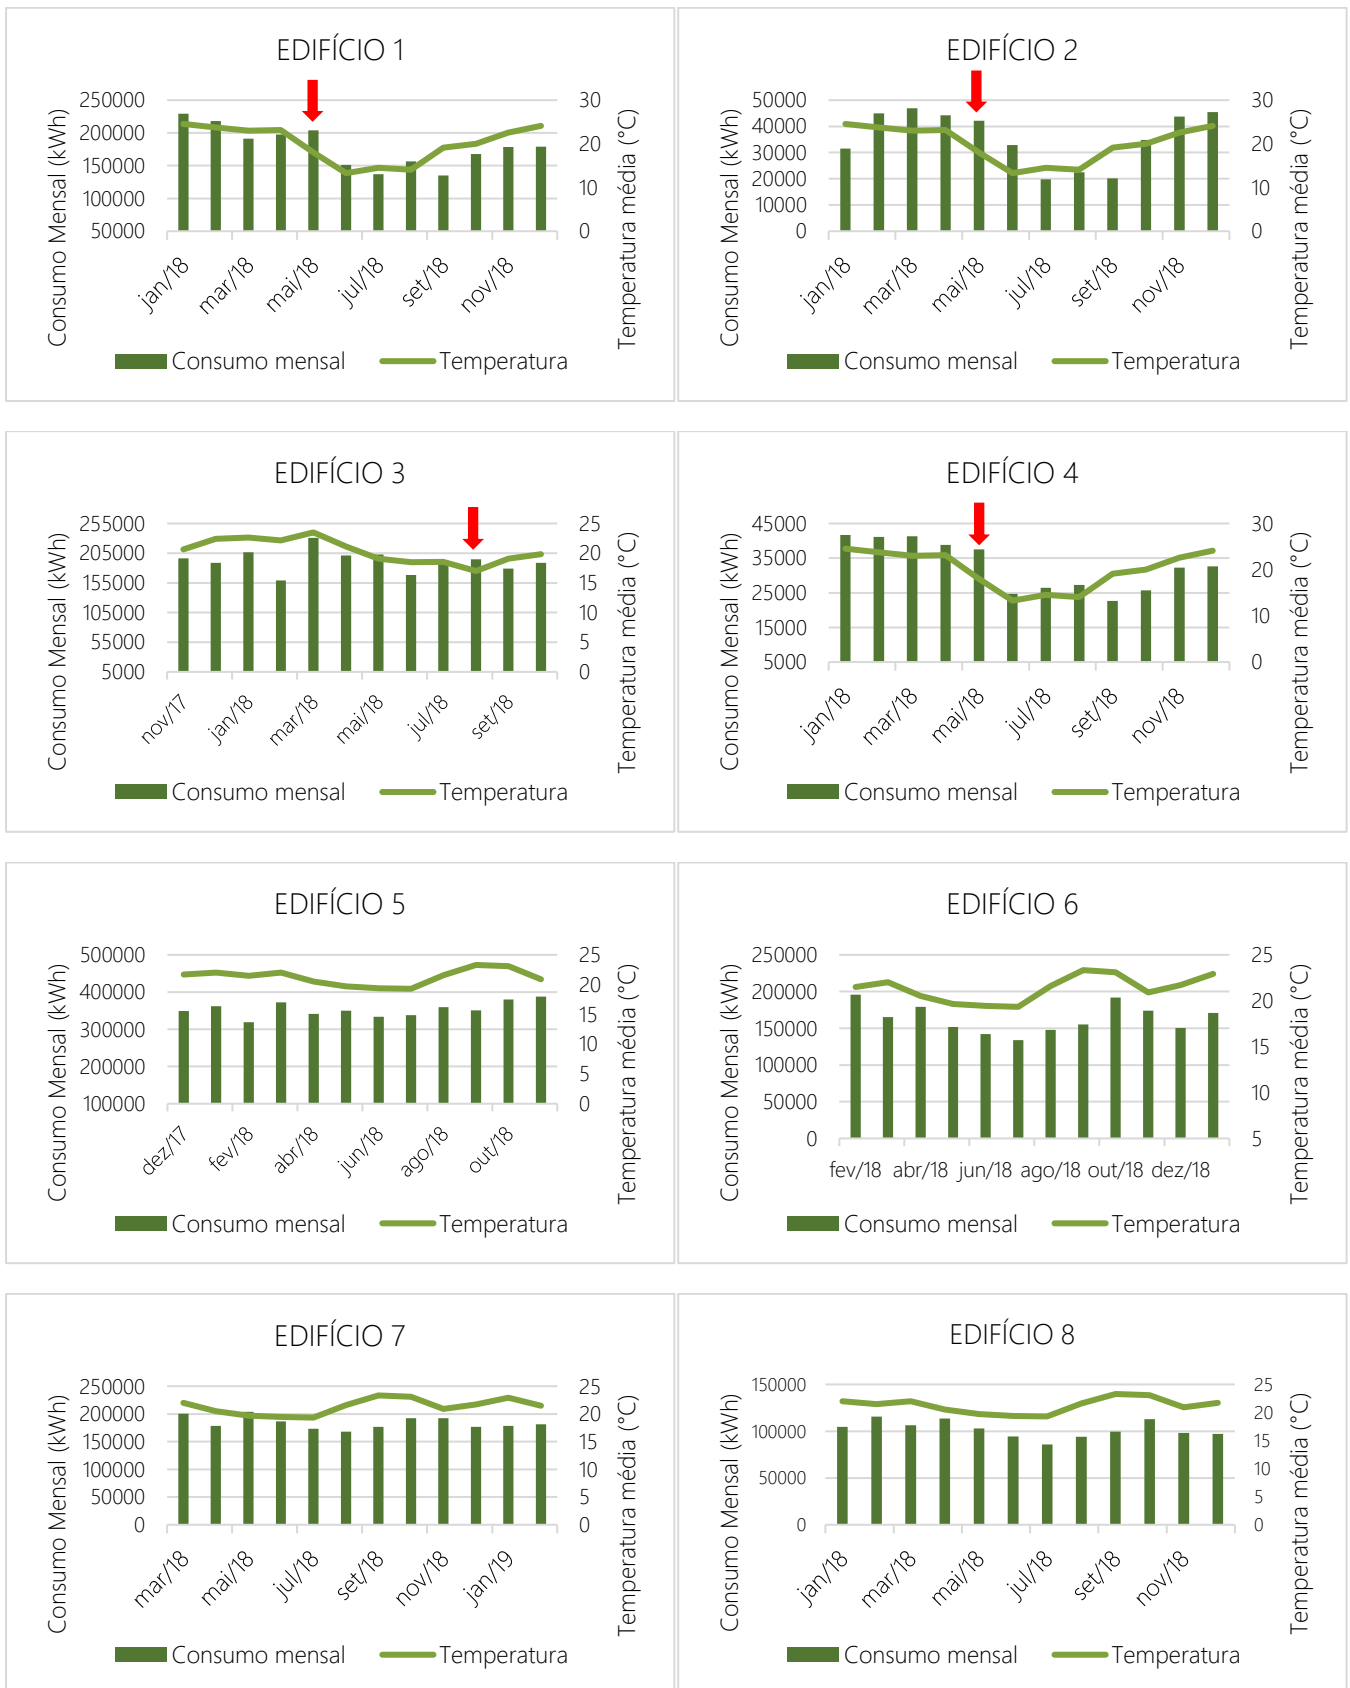 EDIFÍCIO 1
Consumo Mensal (kWh)
250000
200000
150000
100000
50000
30
20
10
0
Temperatura média (°C)
jan/18
mar/18
mai/18
jul/18
set/18
nov/18
Consumo mensal
Temperatura
EDIFÍCIO 2
Consumo Mensal (kWh)
50000
40000
30000
20000
10000
0
30
20
10
0
Temperatura média (°C)
jan/18
mar/18
mai/18
jul/18
set/18
nov/18
Consumo mensal
Temperatura
EDIFÍCIO 3
Consumo Mensal (kWh)
255000
205000
155000
105000
55000
5000
25
20
15
10
5
0
Temperatura média (°C)
nov/17
jan/18
mar/18
mai/18
jul/18
set/18
Consumo mensal
Temperatura
EDIFÍCIO 4
Consumo Mensal (kWh)
45000
35000
25000
15000
5000
30
20
10
0
Temperatura média (°C)
jan/18
mar/18
mai/18
jul/18
set/18
nov/18
Consumo mensal
Temperatura
EDIFÍCIO 5
Consumo Mensal (kWh)
500000
400000
300000
200000
100000
25
20
15
10
5
0
Temperatura média (°C)
dez/17
fev/18
abr/18
jun/18
ago/18
out/18
Consumo mensal
Temperatura
EDIFÍCIO 6
Consumo Mensal (kWh)
250000
200000
150000
100000
50000
0
25
20
15
10
5
Temperatura média (°C)
fev/18 abr/18 jun/18 ago/18 out/18 dez/18
Consumo mensal
Temperatura
EDIFÍCIO 7
Consumo Mensal (kWh)
250000
200000
150000
100000
50000
0
25
20
15
10
5
0
Temperatura média (°C)
mar/18
mai/18
jul/18
set/18
nov/18
jan/19
Consumo mensal
Temperatura
EDIFÍCIO 8
Consumo Mensal (kWh)
150000
100000
50000
0
25
20
15
10
5
0
Temperatura média (°C)
jan/18
mar/18
mai/18
jul/18
set/18
nov/18
Consumo mensal
Temperatura